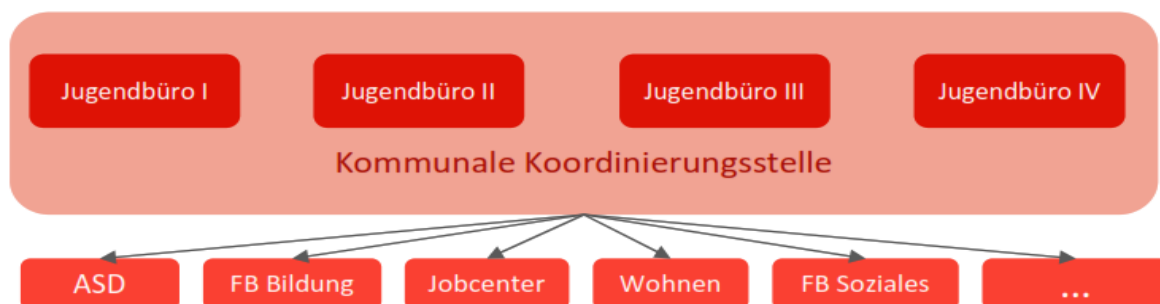 Jugendbüro I
Jugendbüro II
Jugendbüro III
Jugendbüro IV
Kommunale Koordinierungsstelle
ASD
FB Bildung
Jobcenter
Wohnen
FB Soziales
...